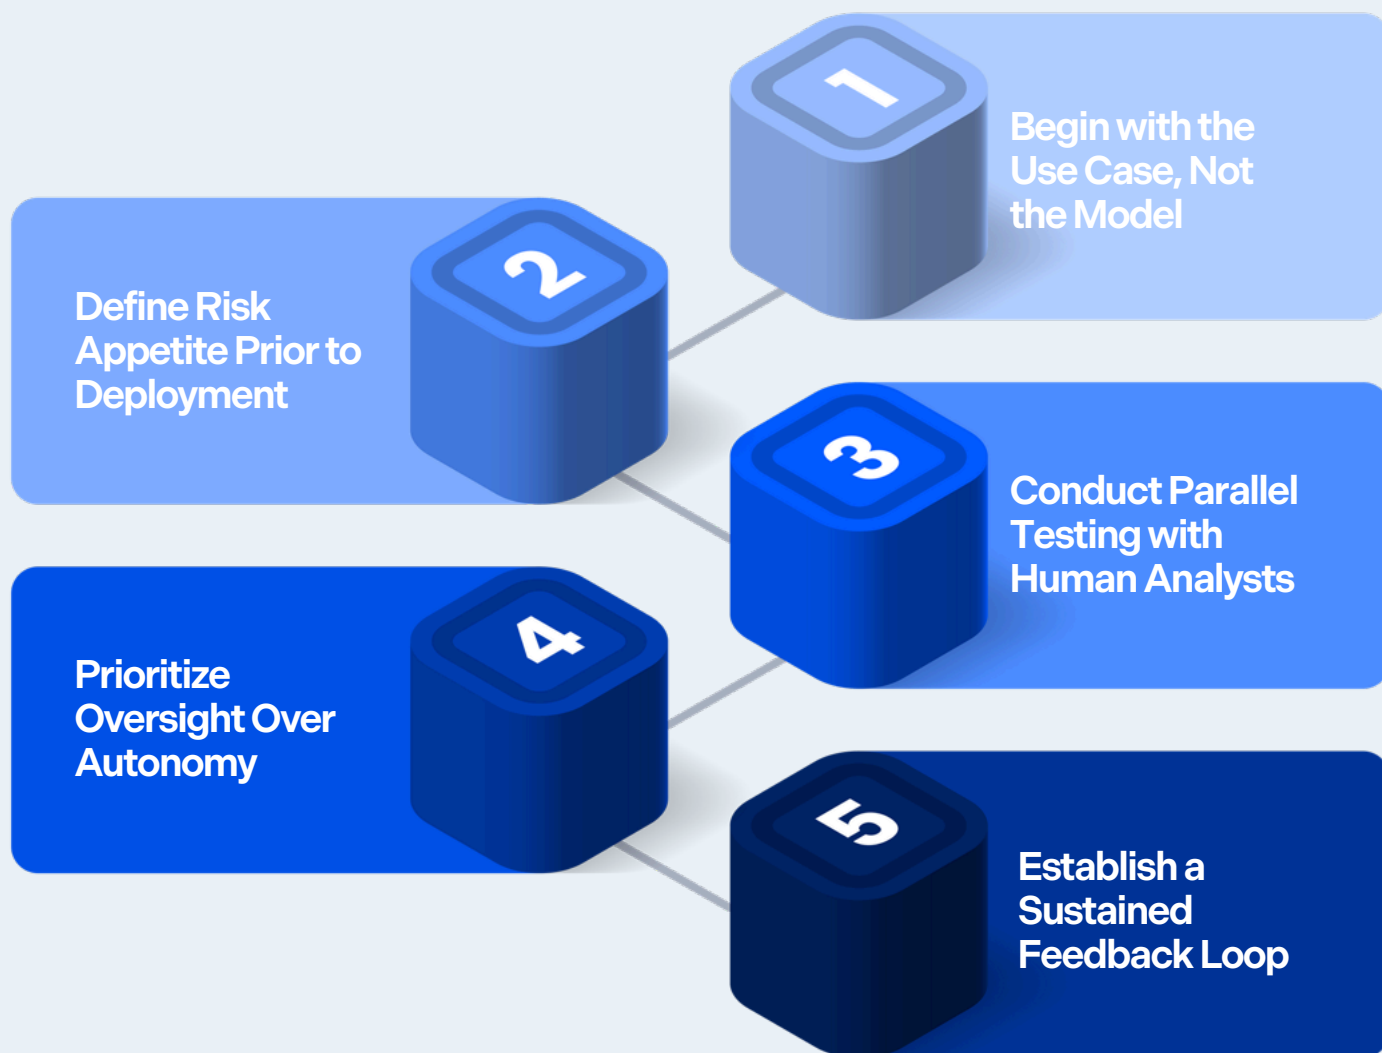 1
Begin with the
Use Case, Not
the Model
2
Define Risk
Appetite Prior to
Deployment
3
Conduct Parallel
Testing with
Human Analysts
4
Prioritize
Oversight Over
Autonomy
5
Establish a
Sustained
Feedback Loop